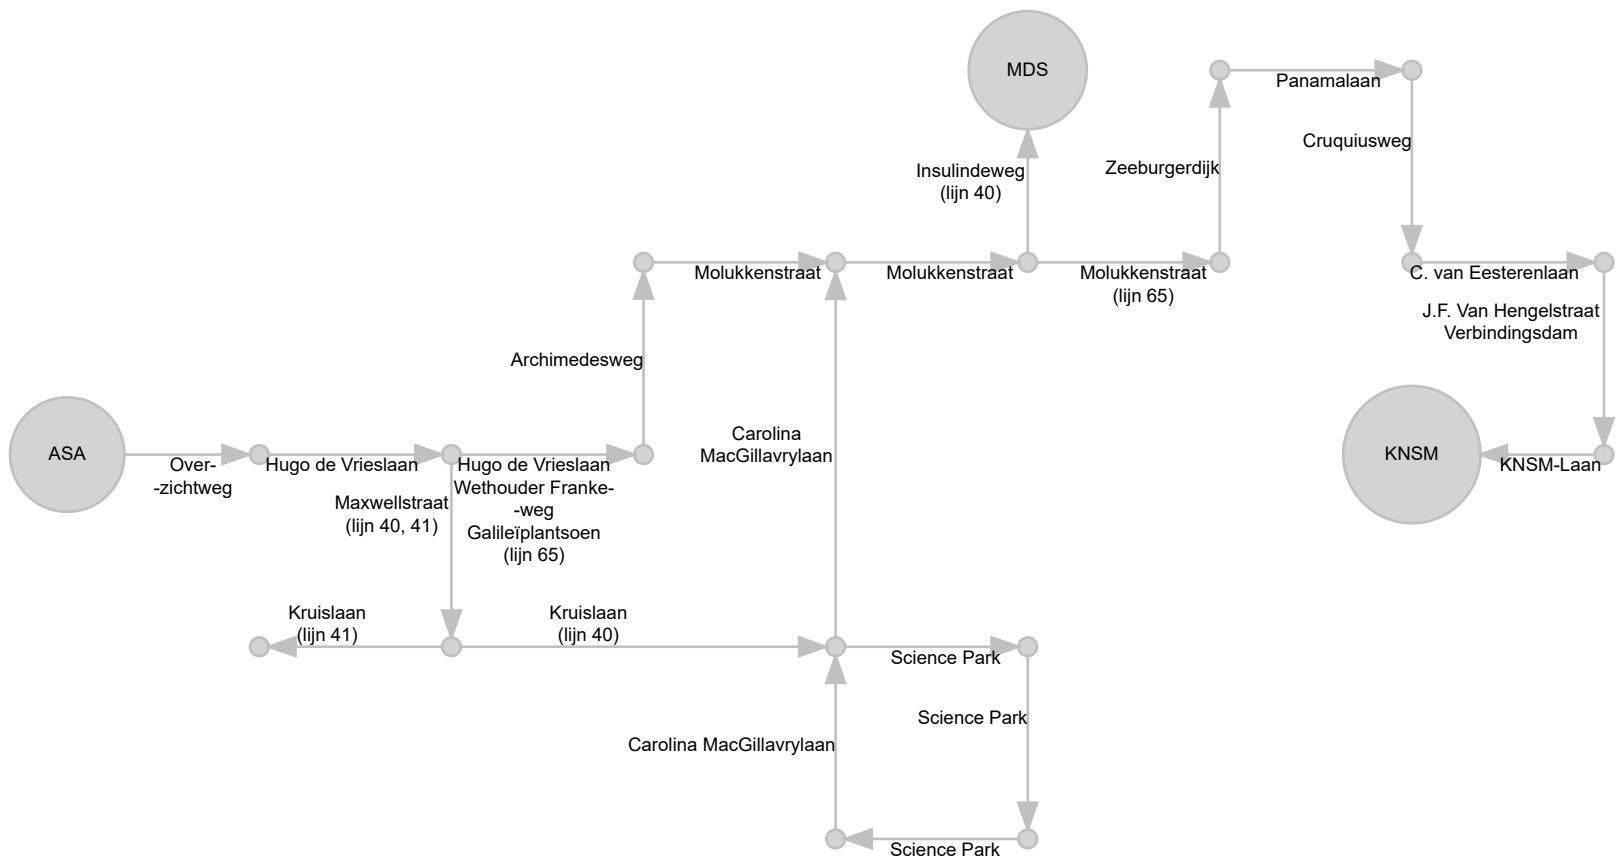 MDS
Panamalaan
Cruquiusweg
Insulindeweg
(lijn 40)
Zeeburgerdijk
Molukkenstraat
Molukkenstraat
Molukkenstraat
(lijn 65)
C. van Eesterenlaan
J.F. Van Hengelstraat
Verbindingsdam
Archimedesweg
Carolina
MacGillavrylaan
ASA
Over-
-zichtweg
Hugo de Vrieslaan
Hugo de Vrieslaan
Wethouder Franke-
-weg
Galileïplantsoen
(lijn 65)
Maxwellstraat
(lijn 40, 41)
KNSM
KNSM-Laan
Kruislaan
(lijn 41)
Kruislaan
(lijn 40)
Science Park
Science Park
Carolina MacGillavrylaan
Science Park